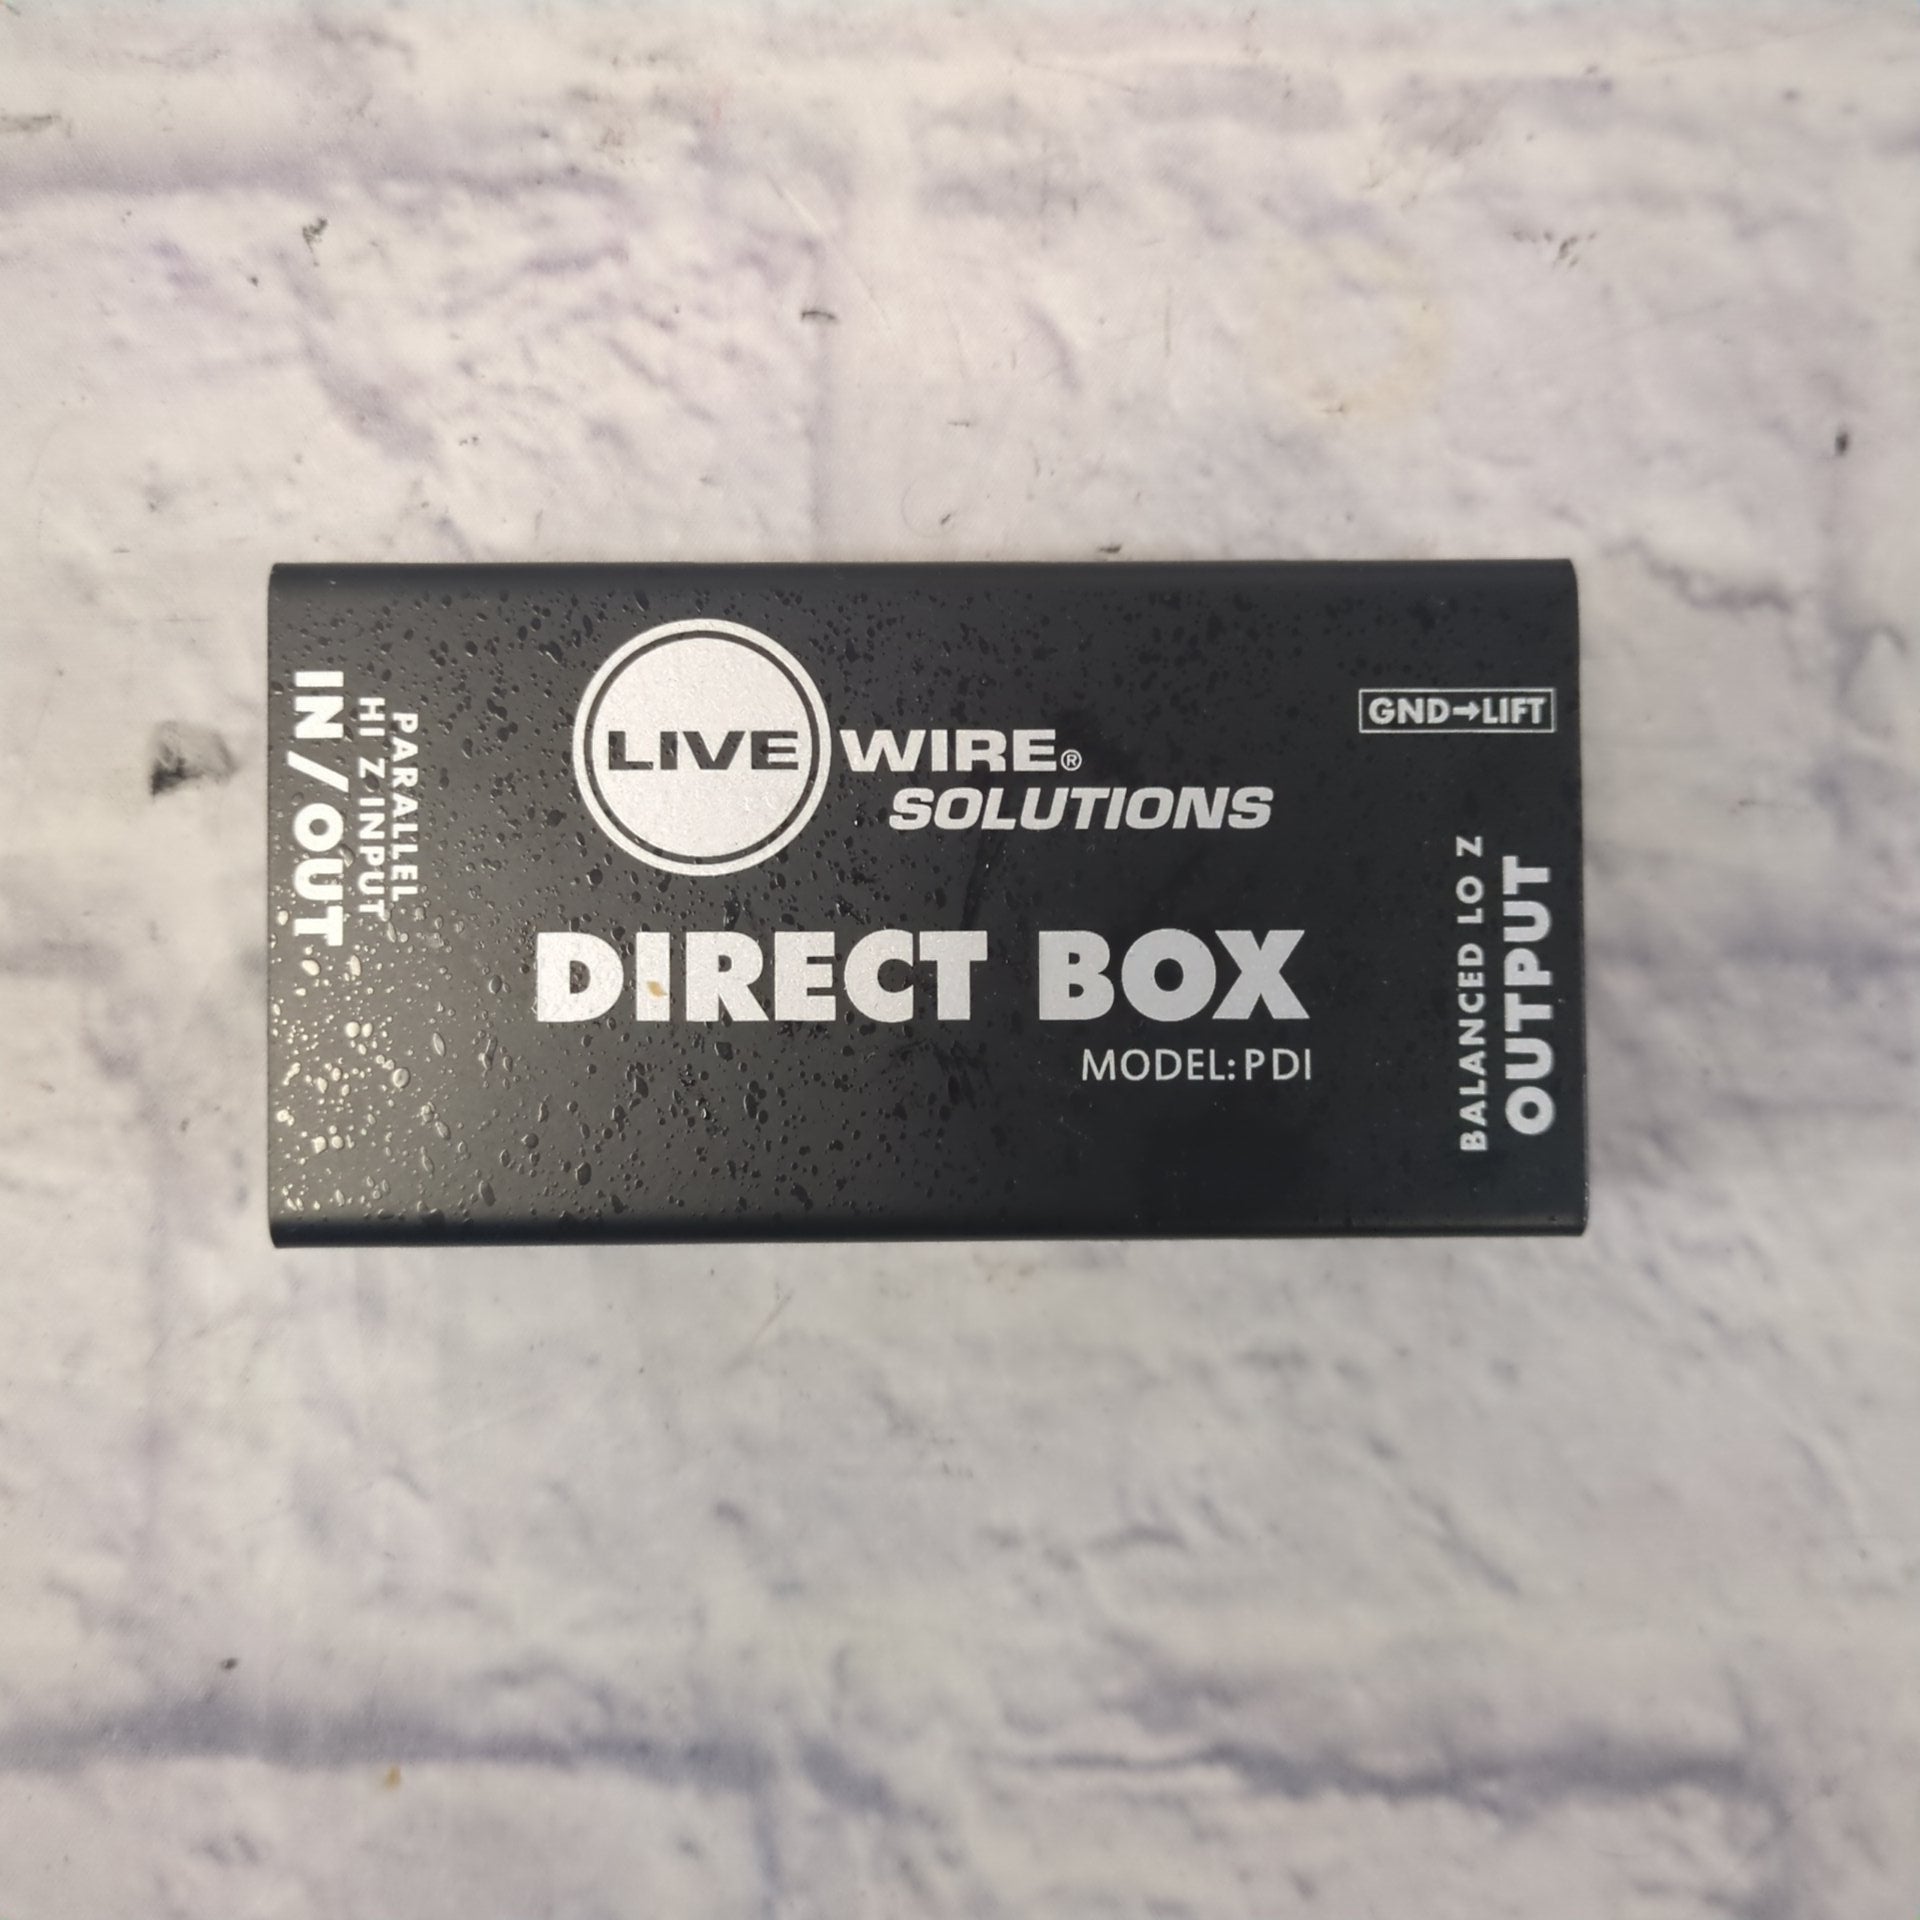 LIVE WIRE®
SOLUTIONS
DIRECT BOX
MODEL: PDI
PARALLEL
HI Z INPUT
IN/OUT
GND→LIFT
BALANCED LO Z
OUTPUT